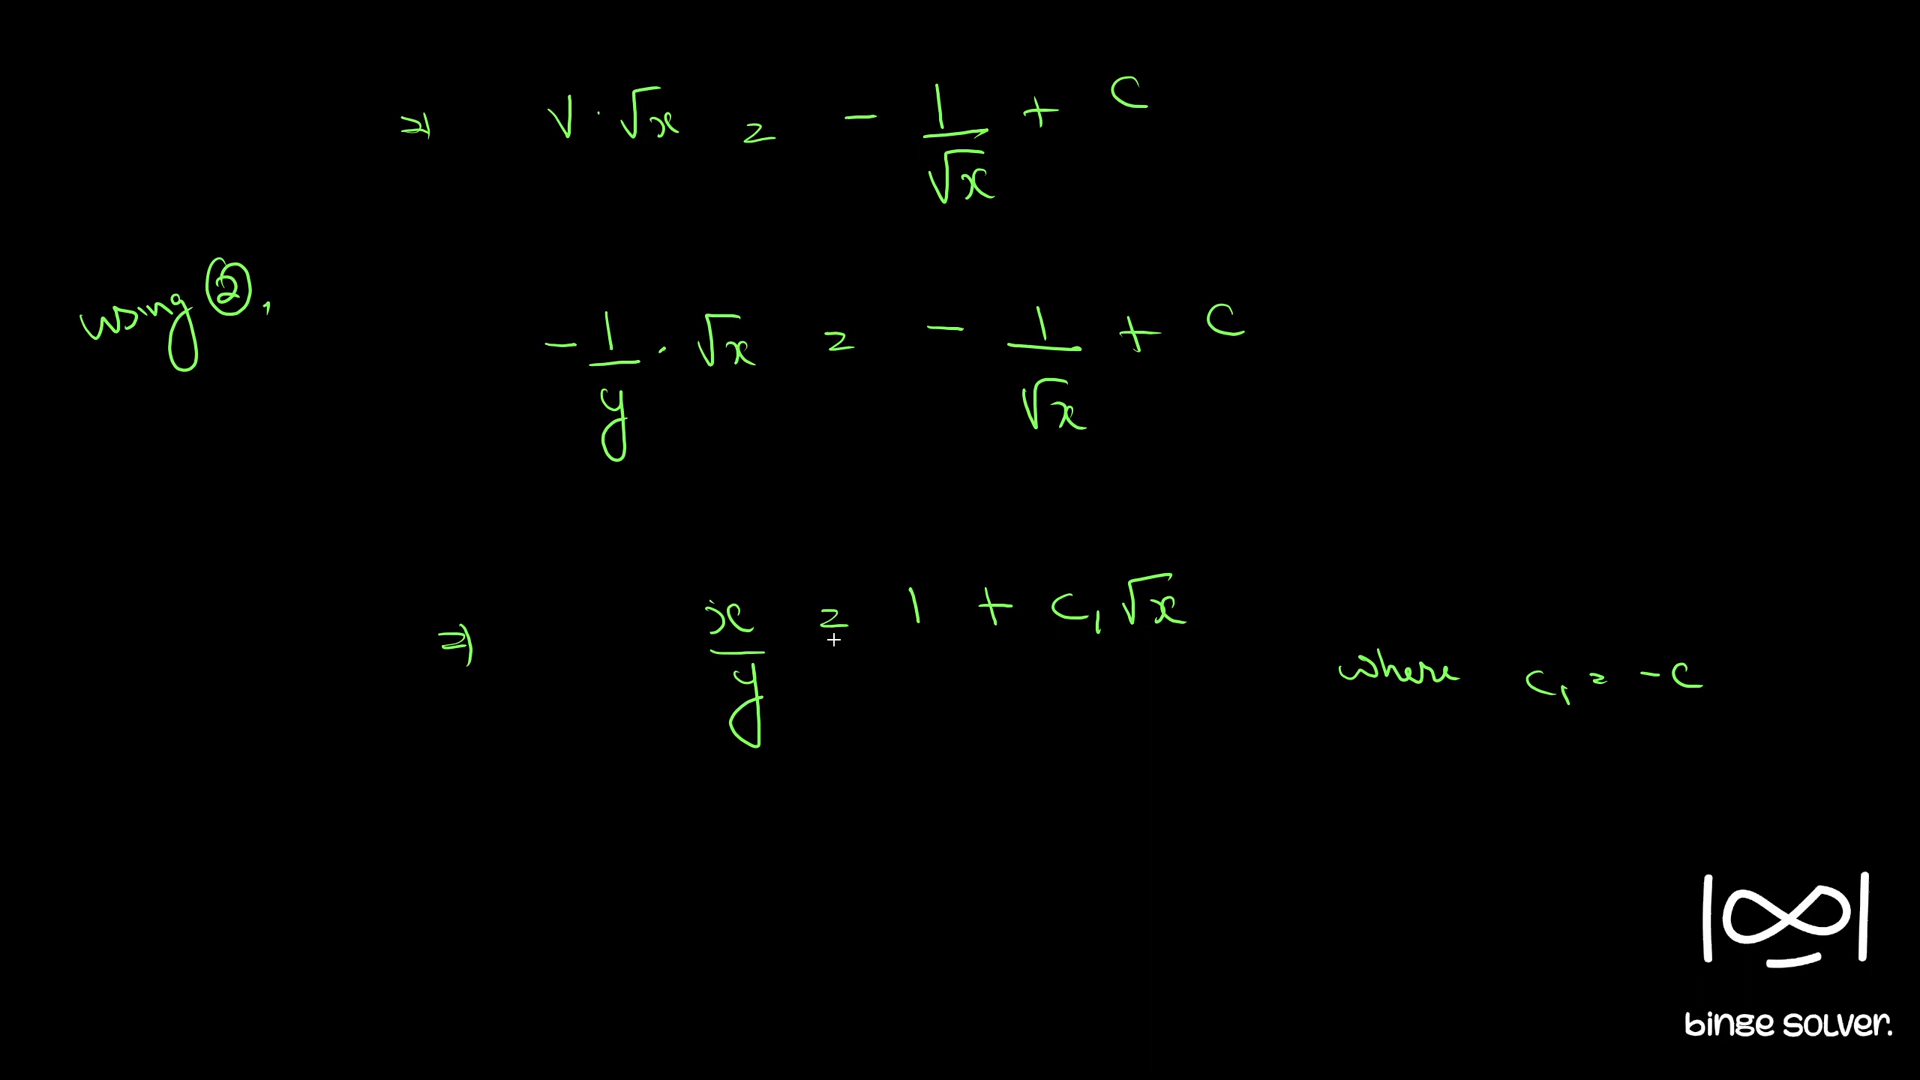 ⇒ v · √x = - 1/√x + c
using ②,
- 1/y · √x = - 1/√x + c
⇒ x/y = 1 + c₁√x
where c₁ = -c
binge solver.